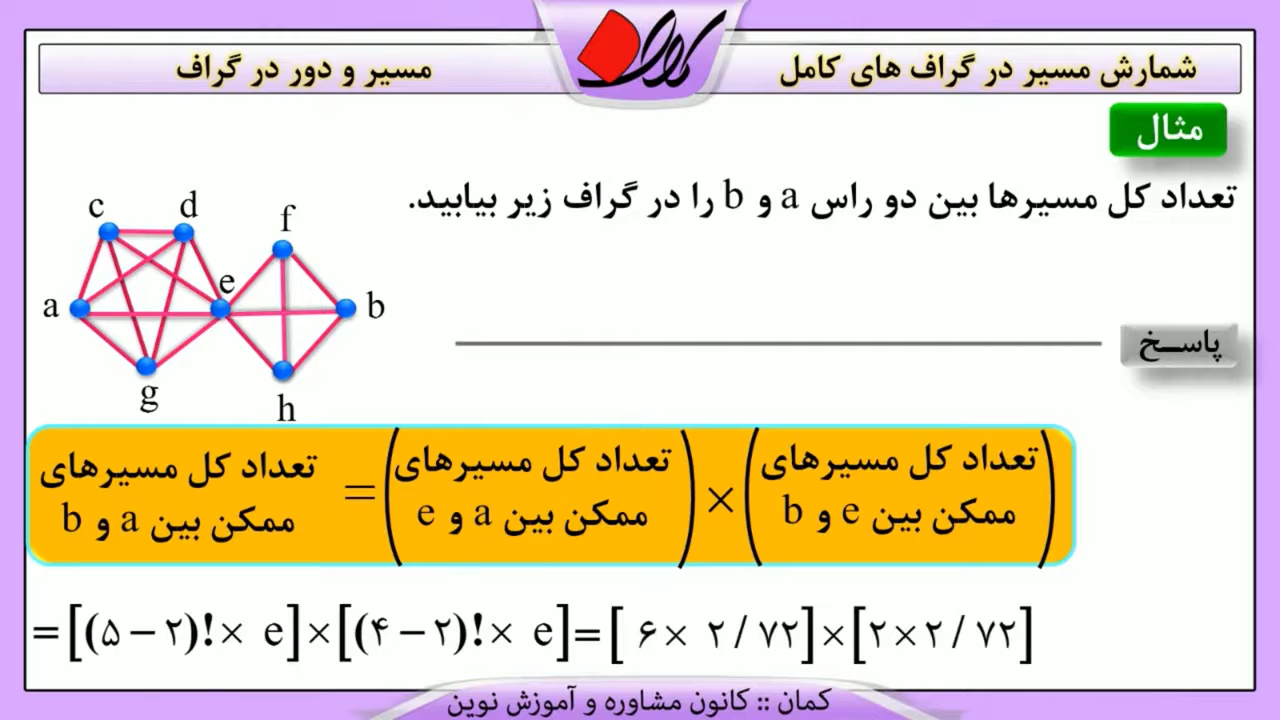 شمارش مسیر در گراف های کامل
کمان
مسیر و دور در گراف
مثال
تعداد کل مسیرها بین دو راس a و b را در گراف زیر بیابید.
c
d
f
a
e
b
g
h
پاسـخ
تعداد کل مسیرهای ممکن بین a و b = (تعداد کل مسیرهای ممکن بین a و e) × (تعداد کل مسیرهای ممکن بین e و b)
= [(۵ − ۲)! × e] × [(۴ − ۲)! × e] = [ ۶ × ۲ / ۷۲] × [۲ × ۲ / ۷۲]
کمان :: کانون مشاوره و آموزش نوین